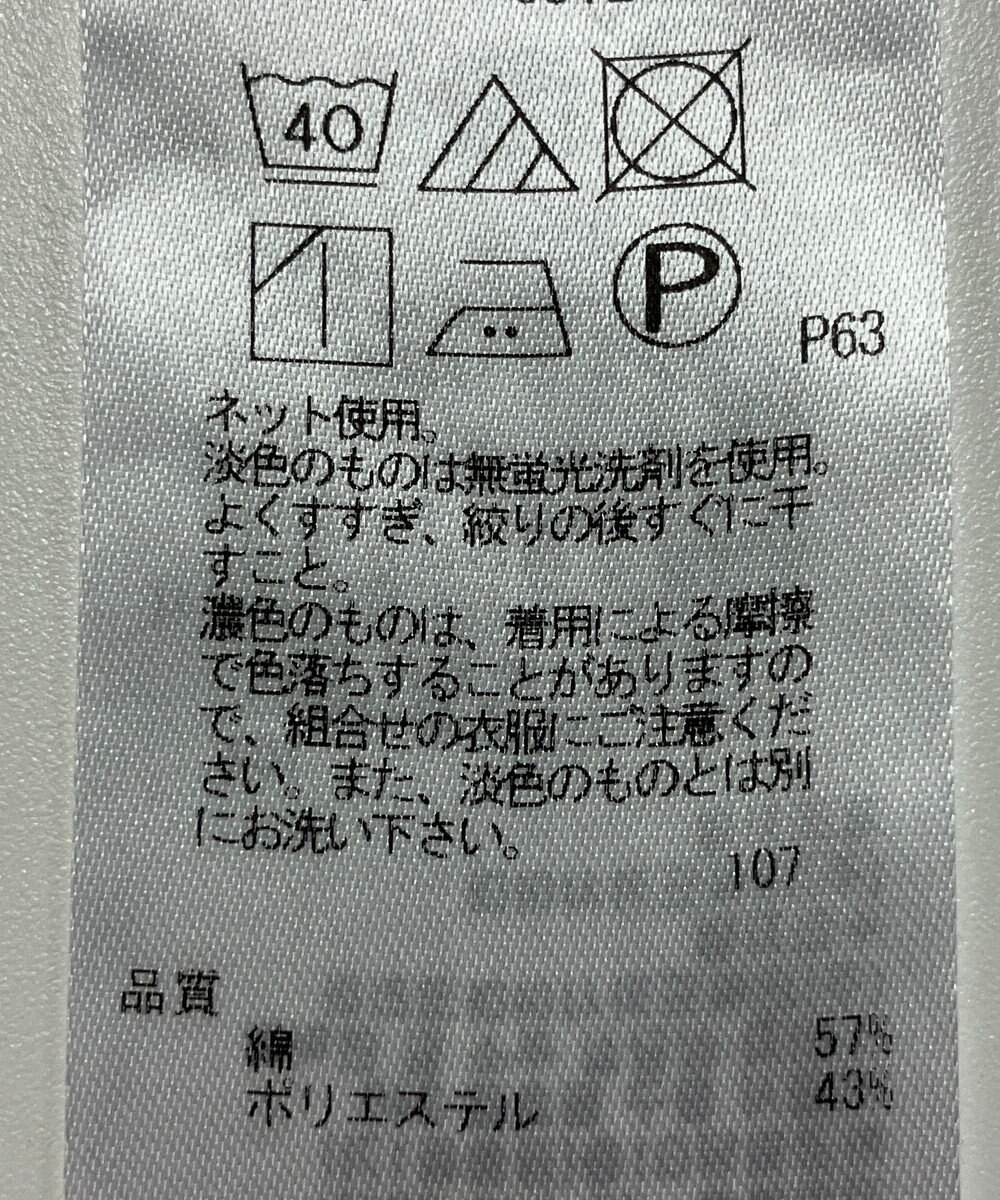 40
P
P63
ネット使用。
淡色のものは無蛍光洗剤を使用。
よくすすぎ、絞りの後すぐに干
すこと。
濃色のものは、着用による摩擦
で色落ちすることがありますの
で、組合せの衣服にご注意くだ
さい。また、淡色のものとは別
にお洗い下さい。
107
品質
綿 57%
ポリエステル 43%